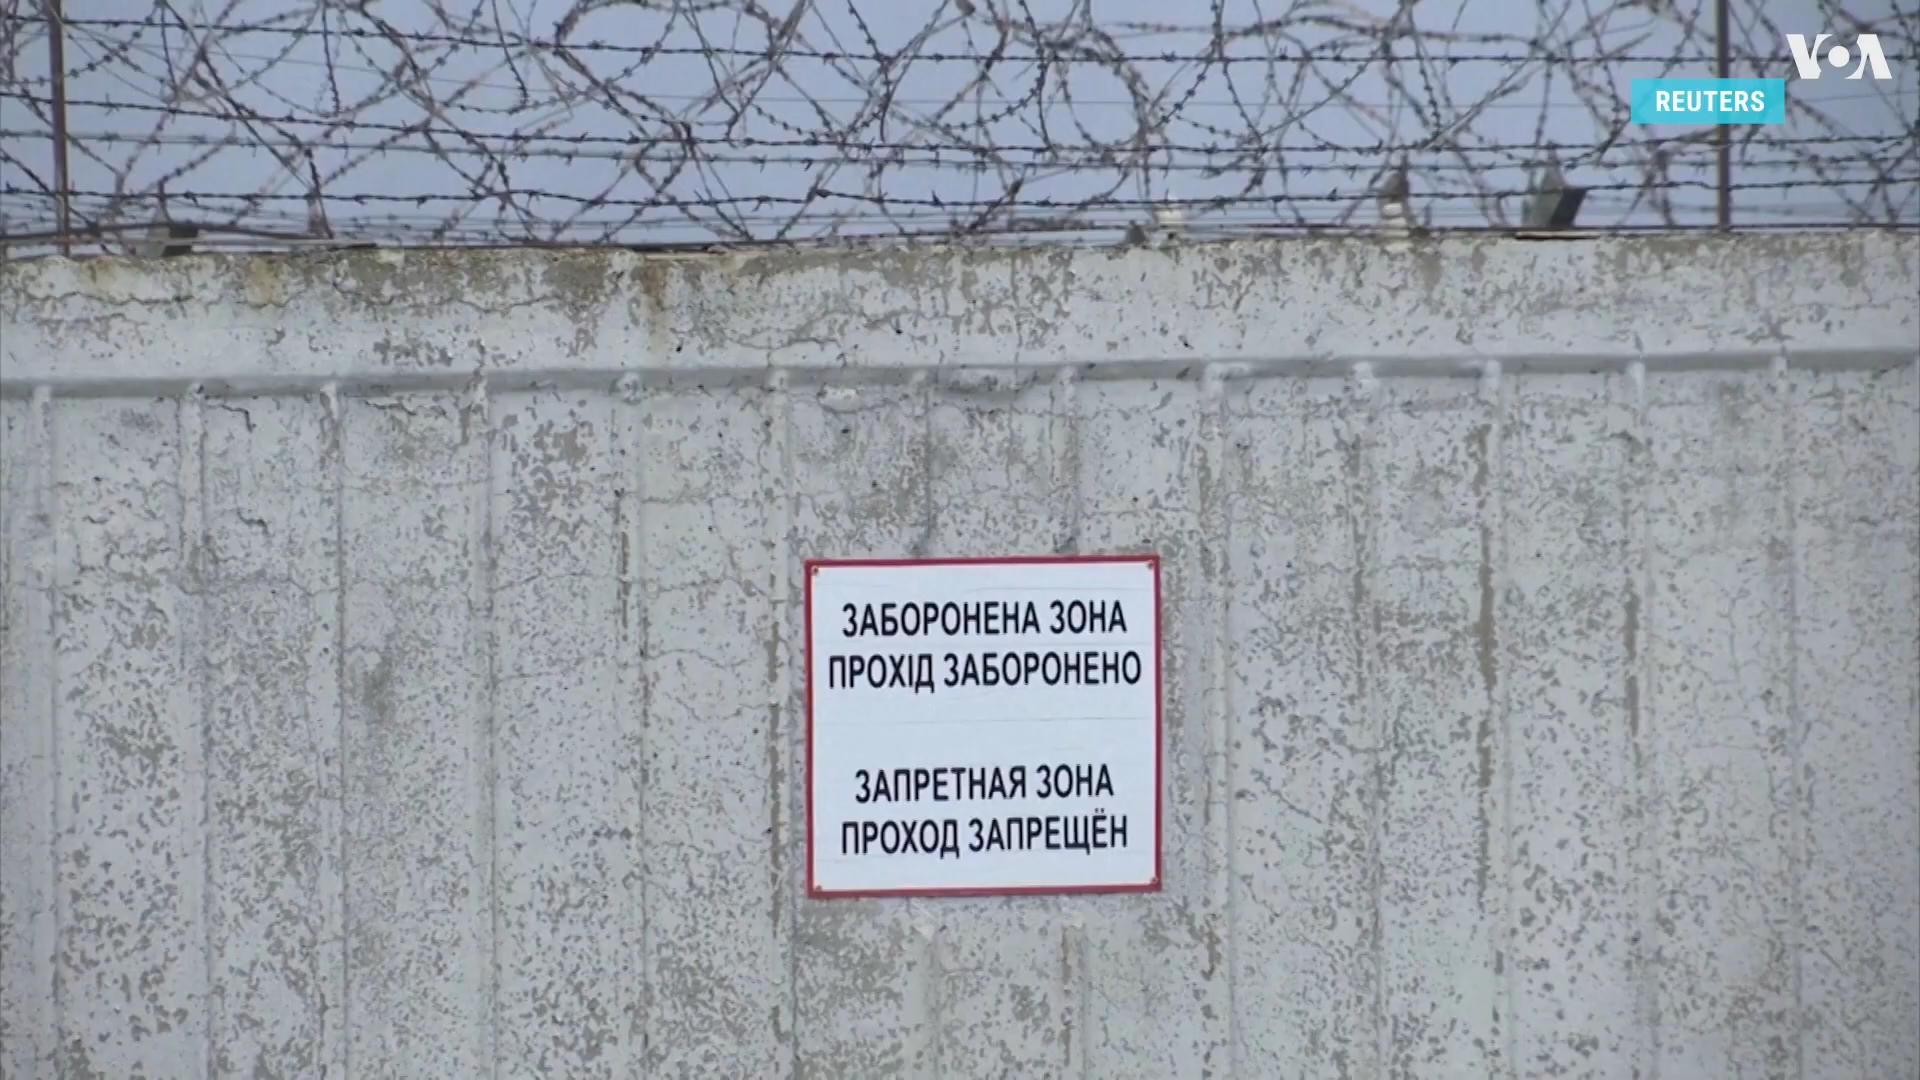 VOA
REUTERS
ЗАБОРОНЕНА ЗОНА
ПРОХІД ЗАБОРОНЕНО
ЗАПРЕТНАЯ ЗОНА
ПРОХОД ЗАПРЕЩЁН